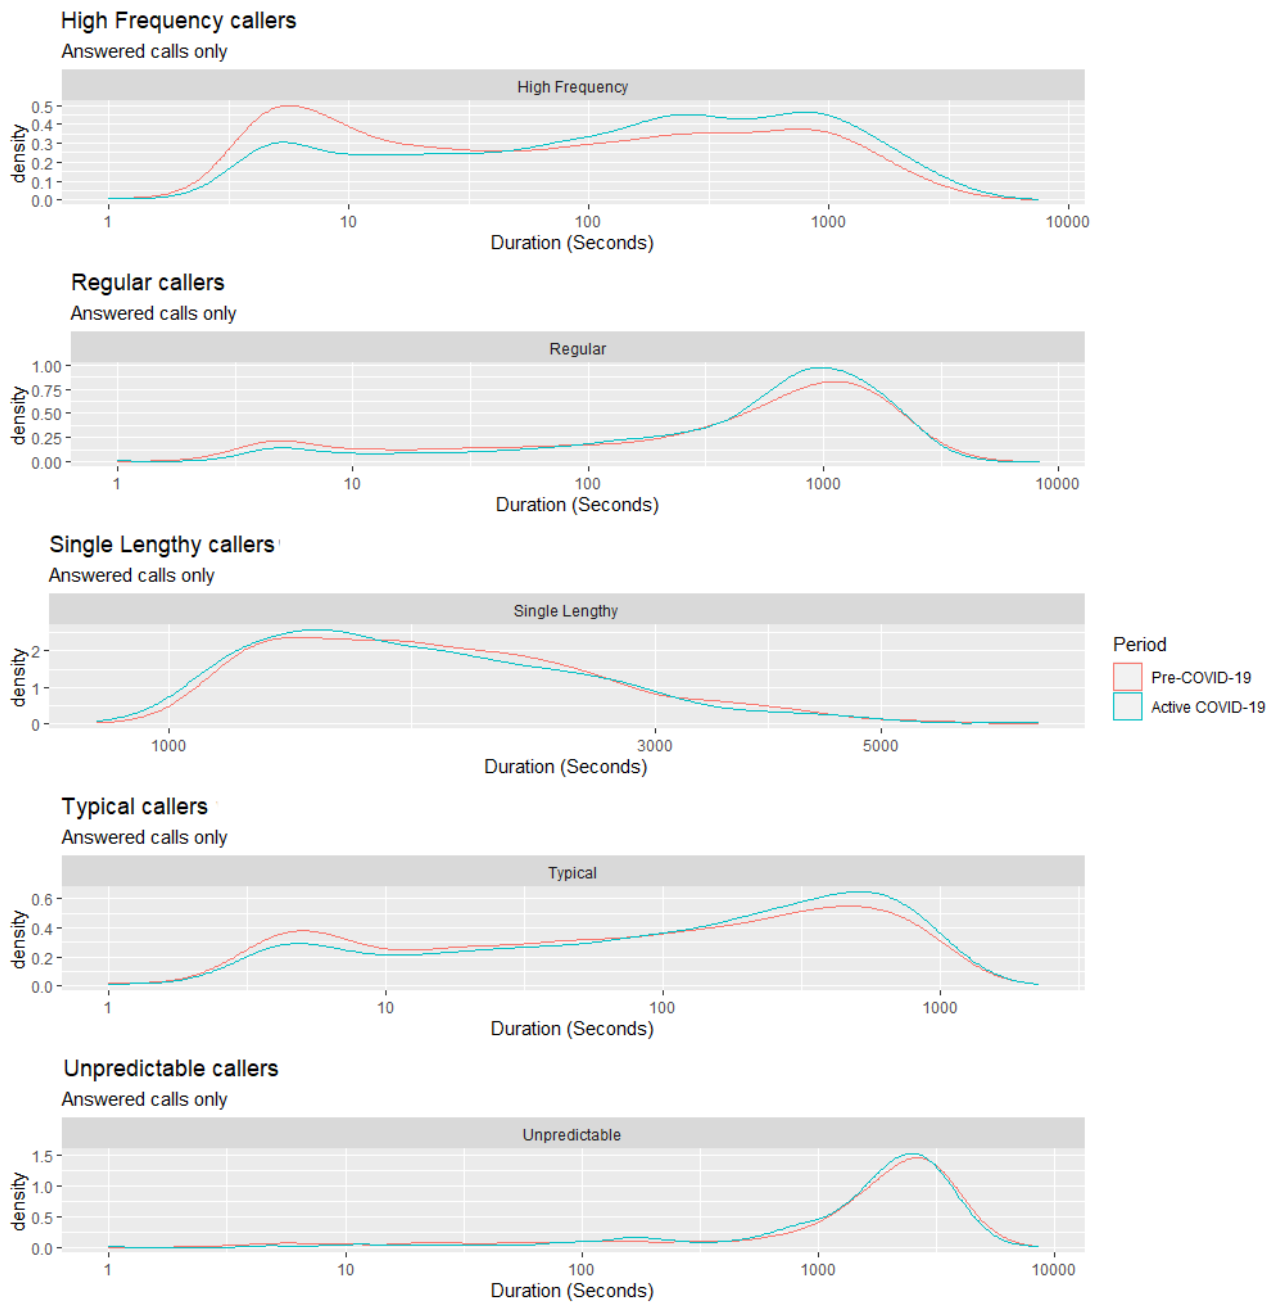 High Frequency callers
Answered calls only
High Frequency
density
0.5
0.4
0.3
0.2
0.1
0.0
1 10 100 1000 10000
Duration (Seconds)
Regular callers
Answered calls only
Regular
density
1.00
0.75
0.50
0.25
0.00
1 10 100 1000 10000
Duration (Seconds)
Single Lengthy callers
Answered calls only
Single Lengthy
density
2
1
0
1000 3000 5000
Duration (Seconds)
Period
Pre-COVID-19
Active COVID-19
Typical callers
Answered calls only
Typical
density
0.6
0.4
0.2
0.0
1 10 100 1000
Duration (Seconds)
Unpredictable callers
Answered calls only
Unpredictable
density
1.5
1.0
0.5
0.0
1 10 100 1000 10000
Duration (Seconds)